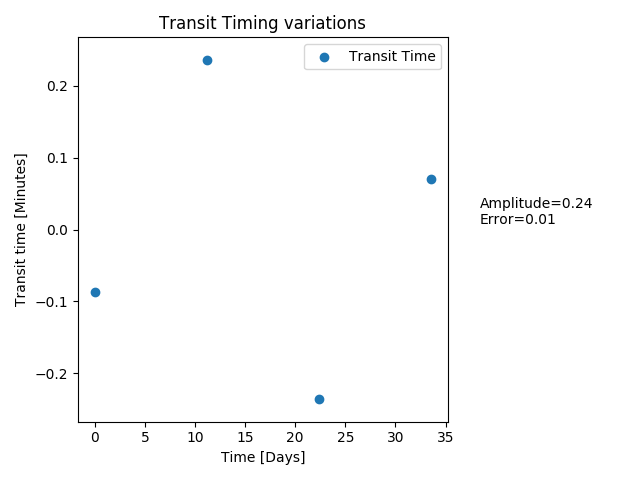 Transit Timing variations
Transit Time
0.2
0.1
0.0
−0.1
−0.2
Transit time [Minutes]
Amplitude=0.24
Error=0.01
0 5 10 15 20 25 30 35
Time [Days]